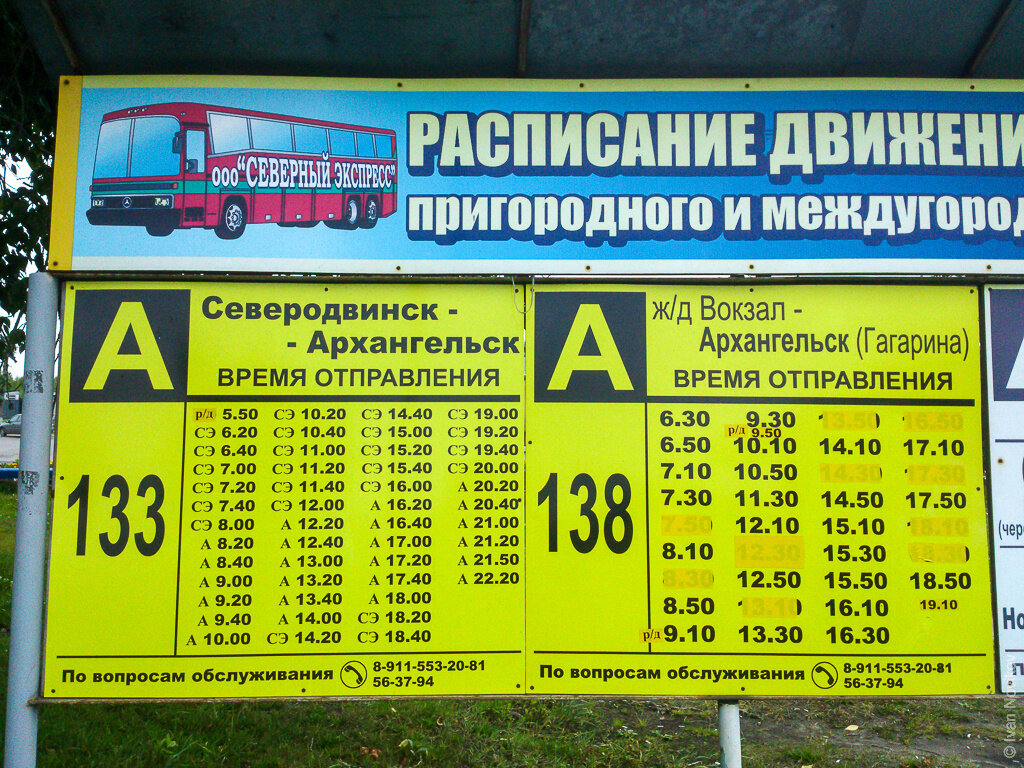 РАСПИСАНИЕ ДВИЖЕНИ
пригородного и междугород
ООО "СЕВЕРНЫЙ ЭКСПРЕСС"
А
Северодвинск -
- Архангельск
ВРЕМЯ ОТПРАВЛЕНИЯ
133
р/д 5.50 СЭ 10.20 СЭ 14.40 СЭ 19.00
СЭ 6.20 СЭ 10.40 СЭ 15.00 СЭ 19.20
СЭ 6.40 СЭ 11.00 СЭ 15.20 СЭ 19.40
СЭ 7.00 СЭ 11.20 СЭ 15.40 СЭ 20.00
СЭ 7.20 СЭ 11.40 СЭ 16.00 А 20.20
СЭ 7.40 СЭ 12.00 А 16.20 А 20.40
СЭ 8.00 А 12.20 А 16.40 А 21.00
А 8.20 А 12.40 А 17.00 А 21.20
А 8.40 А 13.00 А 17.20 А 21.50
А 9.00 А 13.20 А 17.40 А 22.20
А 9.20 А 13.40 А 18.00
А 9.40 А 14.00 СЭ 18.20
А 10.00 СЭ 14.20 СЭ 18.40
По вопросам обслуживания
8-911-553-20-81
56-37-94
А
ж/д Вокзал -
Архангельск (Гагарина)
ВРЕМЯ ОТПРАВЛЕНИЯ
138
6.30 9.30 13.50 16.50
р/д 9.50
6.50 10.10 14.10 17.10
7.10 10.50 14.30 17.30
7.30 11.30 14.50 17.50
7.50 12.10 15.10 18.10
8.10 12.30 15.30 18.30
8.30 12.50 15.50 18.50
8.50 13.10 16.10 19.10
р/д 9.10 13.30 16.30
По вопросам обслуживания
8-911-553-20-81
56-37-94
(чере
Но
© Ivan